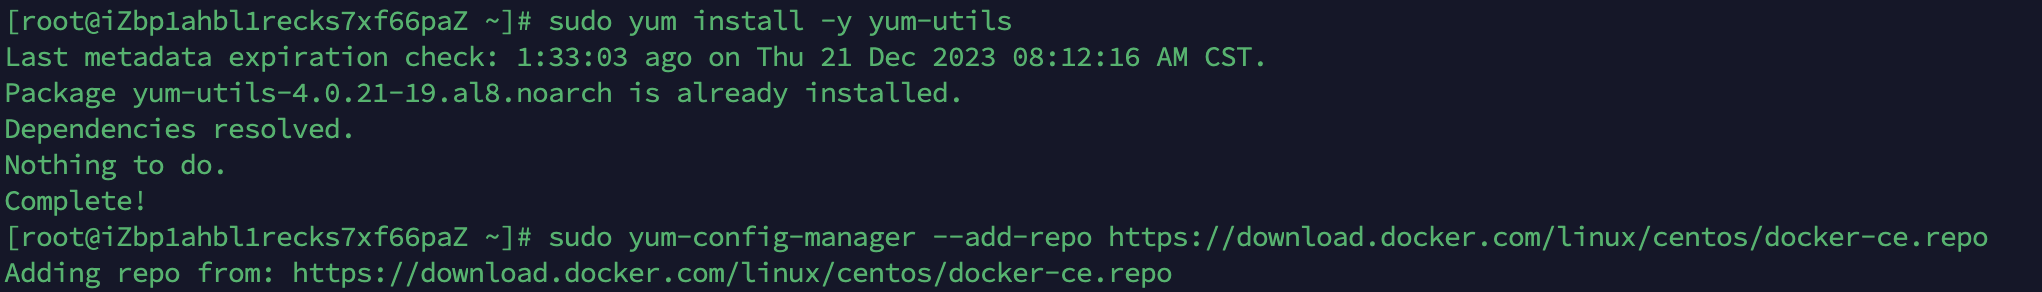 [root@iZbp1ahbl1recks7xf66paZ ~]# sudo yum install -y yum-utils
Last metadata expiration check: 1:33:03 ago on Thu 21 Dec 2023 08:12:16 AM CST.
Package yum-utils-4.0.21-19.al8.noarch is already installed.
Dependencies resolved.
Nothing to do.
Complete!
[root@iZbp1ahbl1recks7xf66paZ ~]# sudo yum-config-manager --add-repo https://download.docker.com/linux/centos/docker-ce.repo
Adding repo from: https://download.docker.com/linux/centos/docker-ce.repo